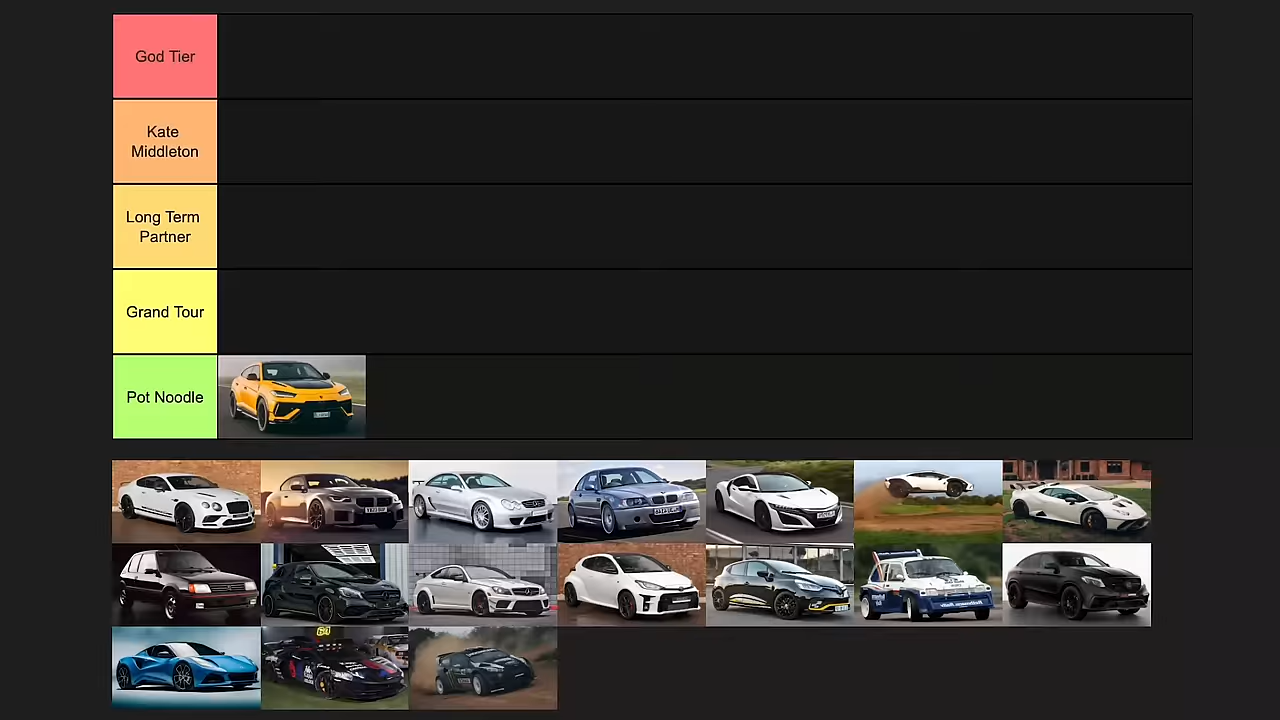 God Tier
Kate
Middleton
Long Term
Partner
Grand Tour
Pot Noodle